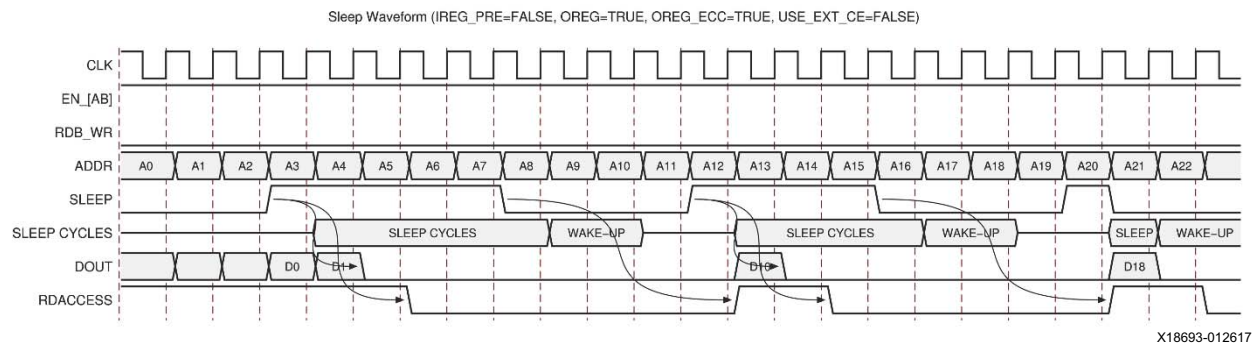 Sleep Waveform (IREG_PRE=FALSE, OREG=TRUE, OREG_ECC=TRUE, USE_EXT_CE=FALSE)
CLK
EN_[AB]
RDB_WR
ADDR A0 A1 A2 A3 A4 A5 A6 A7 A8 A9 A10 A11 A12 A13 A14 A15 A16 A17 A18 A19 A20 A21 A22
SLEEP
SLEEP CYCLES SLEEP CYCLES WAKE-UP SLEEP CYCLES WAKE-UP SLEEP WAKE-UP
DOUT D0 D1 D10 D18
RDACCESS
X18693-012617